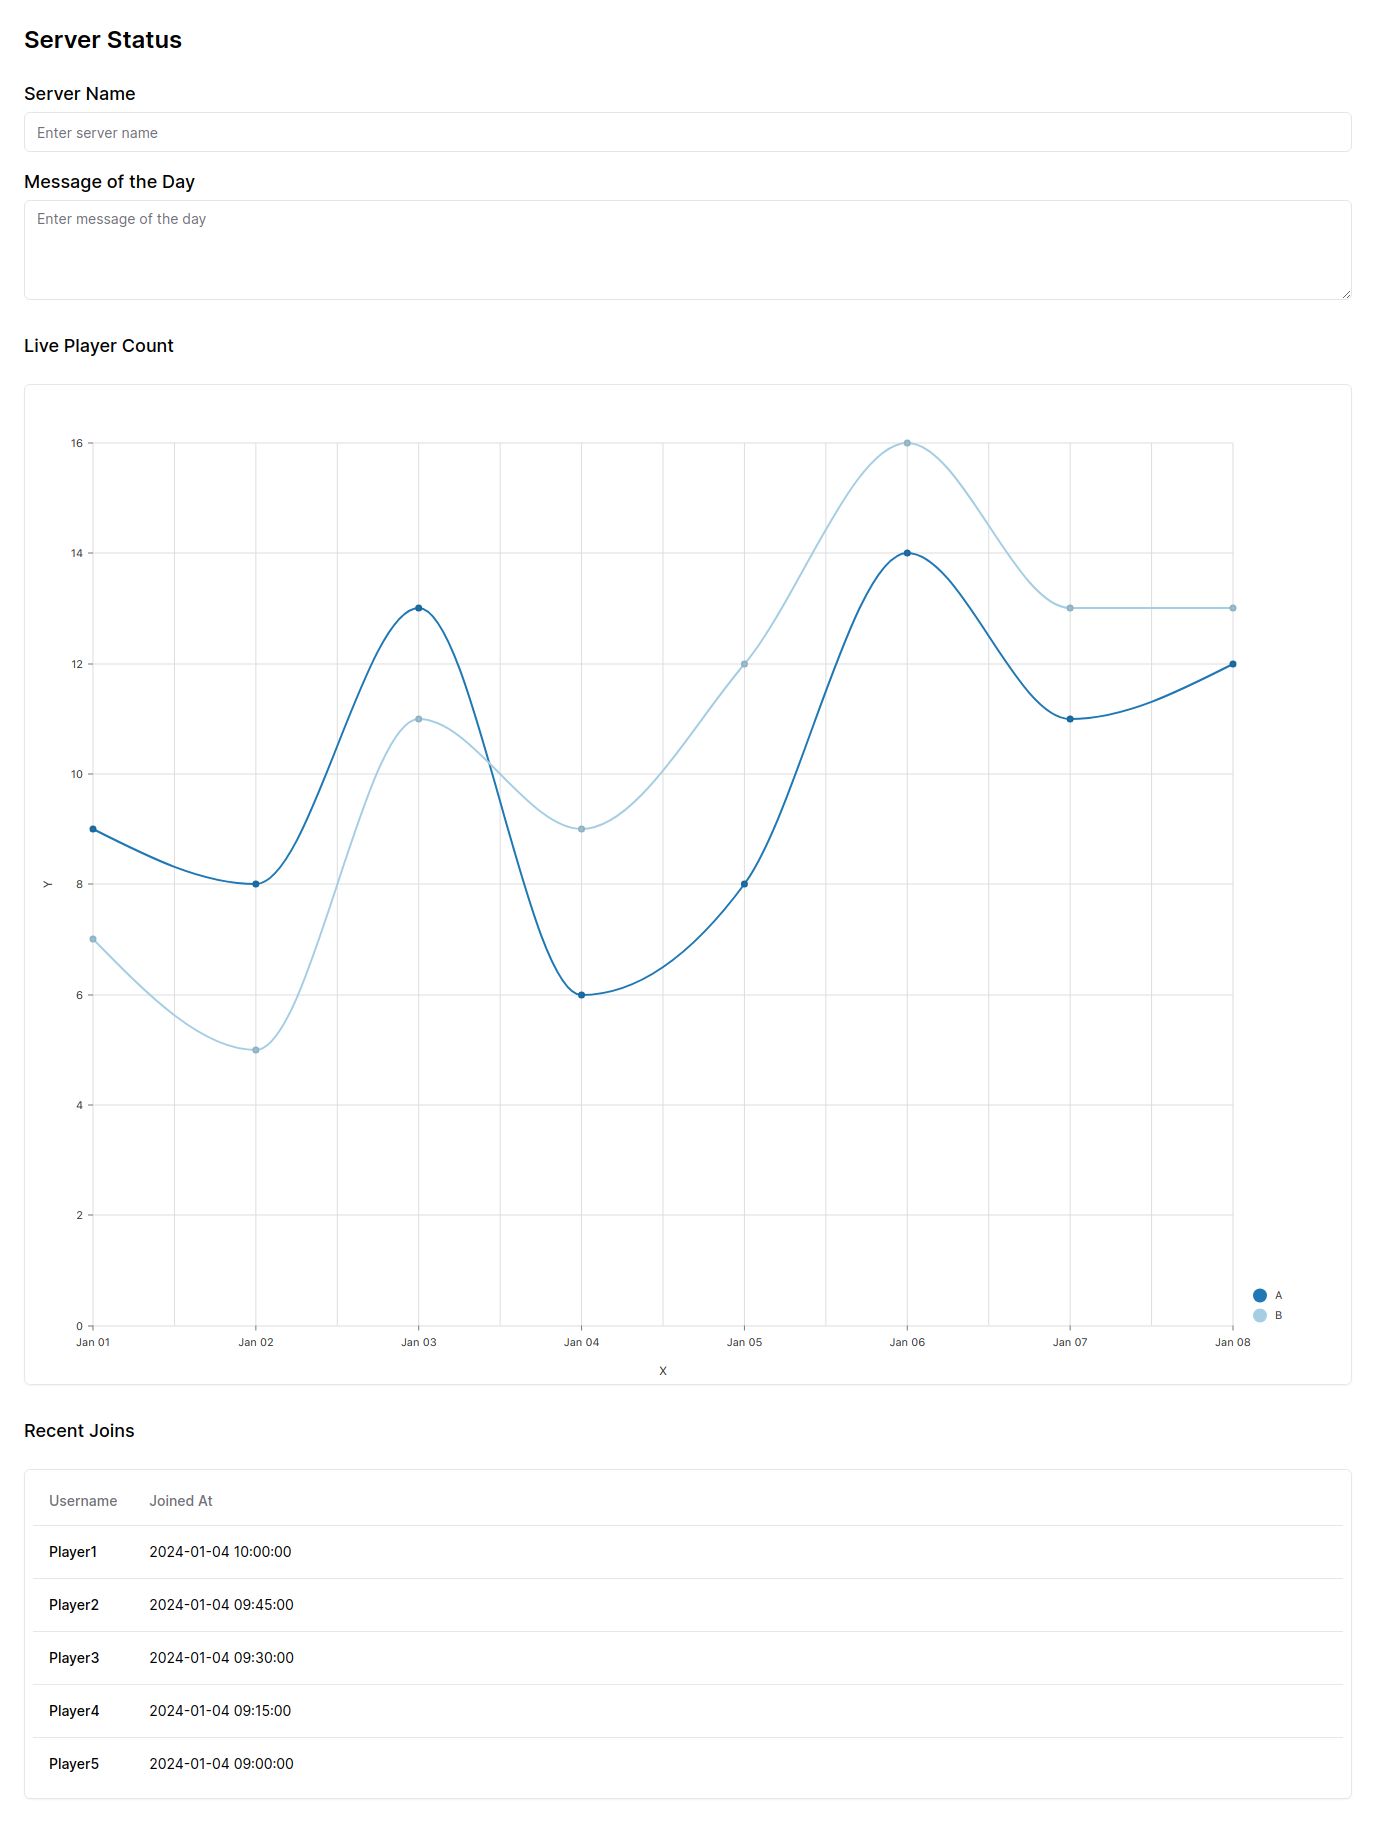 Server Status
Server Name
Enter server name
Message of the Day
Enter message of the day
Live Player Count
16
14
12
10
8
6
4
2
0
Y
Jan 01 Jan 02 Jan 03 Jan 04 Jan 05 Jan 06 Jan 07 Jan 08
X
A
B
Recent Joins
Username Joined At
Player1 2024-01-04 10:00:00
Player2 2024-01-04 09:45:00
Player3 2024-01-04 09:30:00
Player4 2024-01-04 09:15:00
Player5 2024-01-04 09:00:00